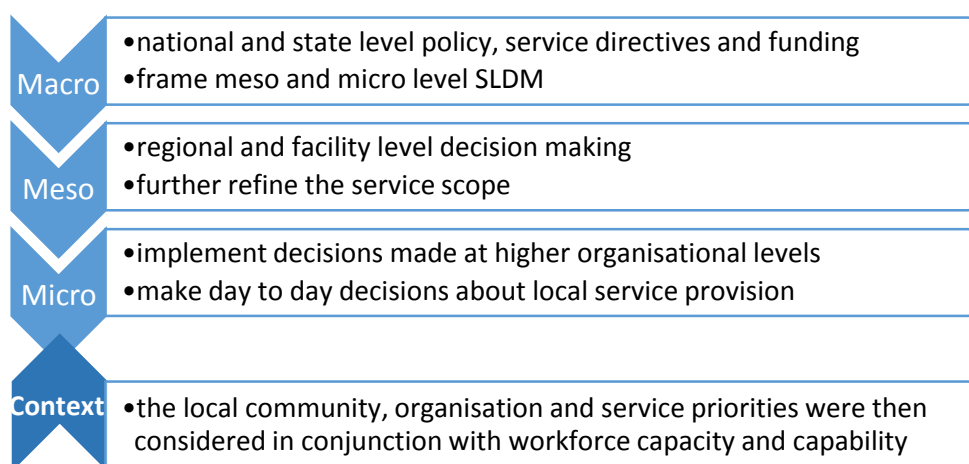 Macro
•national and state level policy, service directives and funding
•frame meso and micro level SLDM
Meso
•regional and facility level decision making
•further refine the service scope
Micro
•implement decisions made at higher organisational levels
•make day to day decisions about local service provision
Context
•the local community, organisation and service priorities were then
considered in conjunction with workforce capacity and capability